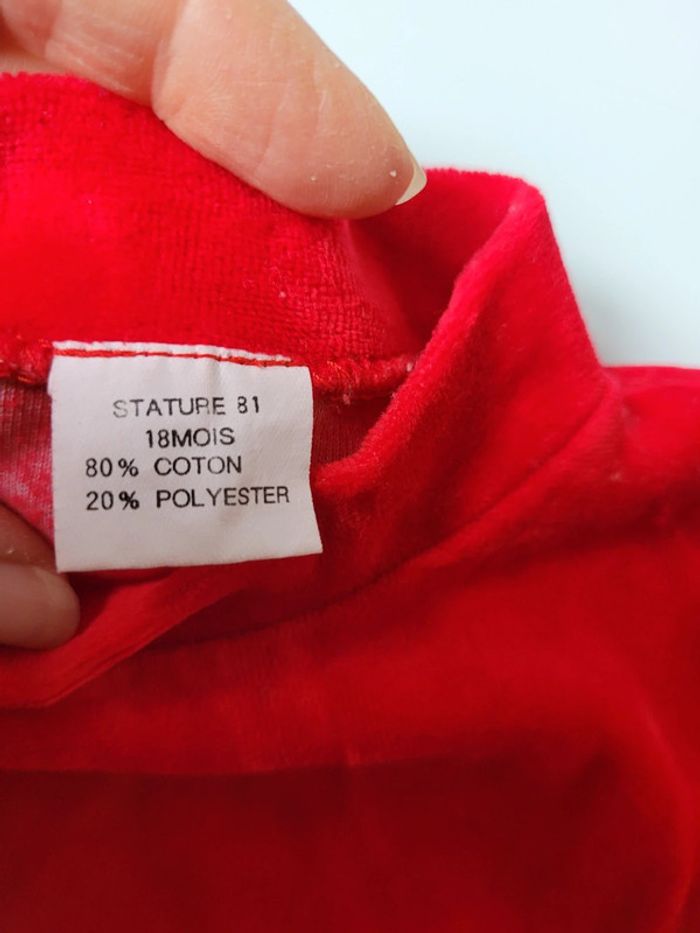 STATURE 81
18MOIS
80% COTON
20% POLYESTER